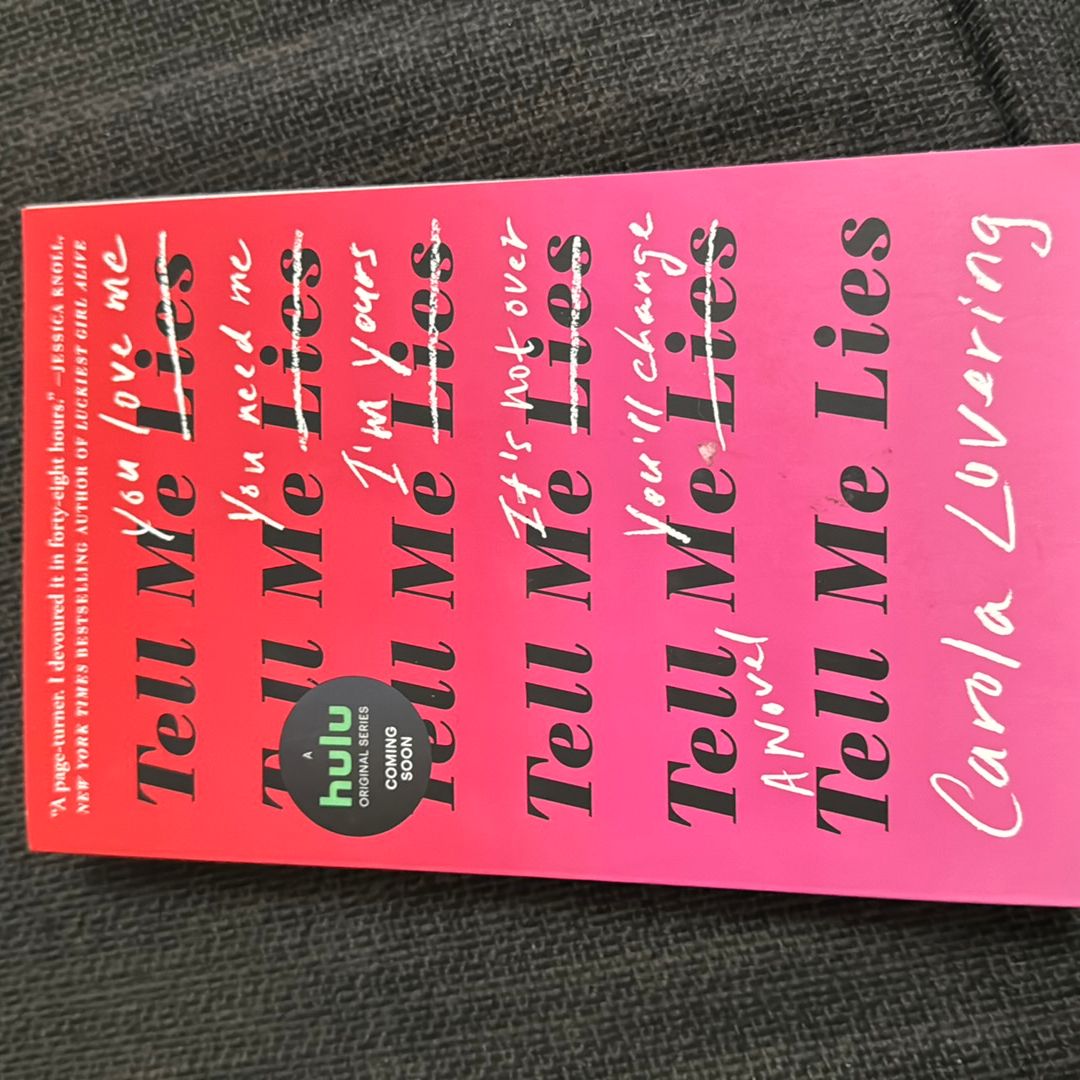 "A page-turner. I devoured it in forty-eight hours." —JESSICA KNOLL,
NEW YORK TIMES BESTSELLING AUTHOR OF LUCKIEST GIRL ALIVE
You love me
Tell Me Lies
You need me
Tell Me Lies
I'm yours
Tell Me Lies
It's not over
Tell Me Lies
You'll change
Tell Me Lies
A Novel
Tell Me Lies
Carola Lovering
A
hulu
ORIGINAL SERIES
COMING
SOON